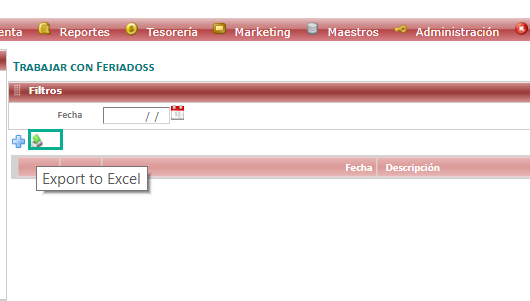 enta Reportes Tesorería Marketing Maestros Administración
Trabajar con Feriadoss
Filtros
Fecha / /
Export to Excel
Fecha Descripción